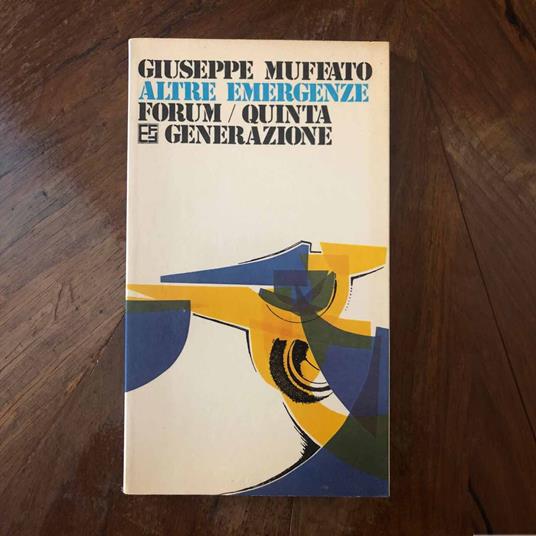 GIUSEPPE MUFFATO
ALTRE EMERGENZE
FORUM / QUINTA
GENERAZIONE